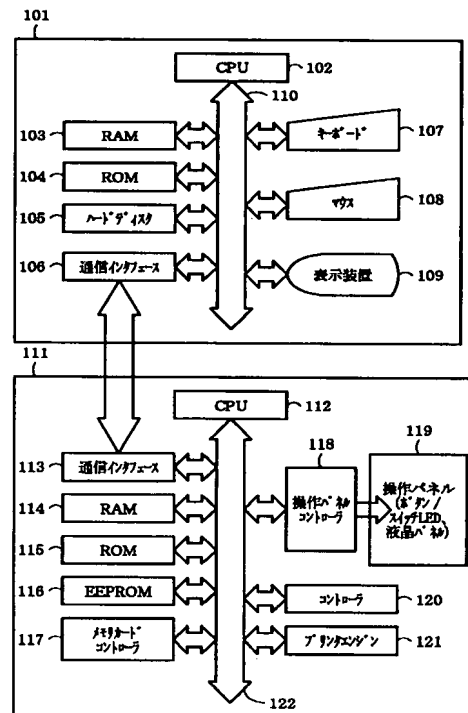 101
CPU
102
110
103
RAM
キーボード
107
104
ROM
105
ハードディスク
マウス
108
106
通信インタフェース
表示装置
109
111
CPU
112
118
119
113
通信インタフェース
操作パネル
コントローラ
操作パネル
(ボタン/
スイッチLED、
液晶パネル)
114
RAM
115
ROM
116
EEPROM
コントローラ
120
117
メモリカード
コントローラ
プリンタエンジン
121
122